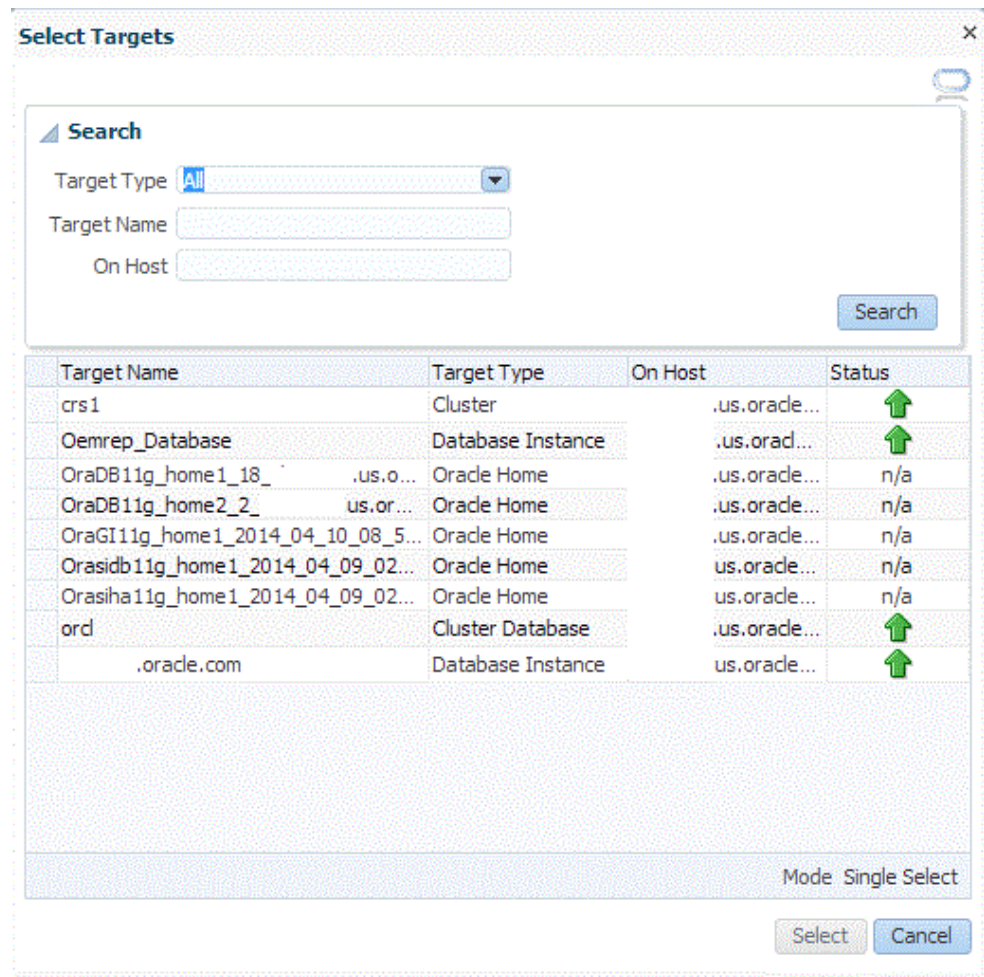 Select Targets
Search
Target Type All
Target Name
On Host
Search
Target Name Target Type On Host Status
crs1 Cluster .us.oracle...
Oemrep_Database Database Instance .us.oracl...
OraDB11g_home1_18_ .us.o... Oracle Home .us.oracle... n/a
OraDB11g_home2_2_ us.or... Oracle Home .us.oracle... n/a
OraGI11g_home1_2014_04_10_08_5... Oracle Home .us.oracle... n/a
Orasidb11g_home1_2014_04_09_02... Oracle Home us.oracle... n/a
Orasiha11g_home1_2014_04_09_02... Oracle Home us.oracle... n/a
orcl Cluster Database .us.oracle...
.oracle.com Database Instance us.oracle...
Mode Single Select
Select Cancel